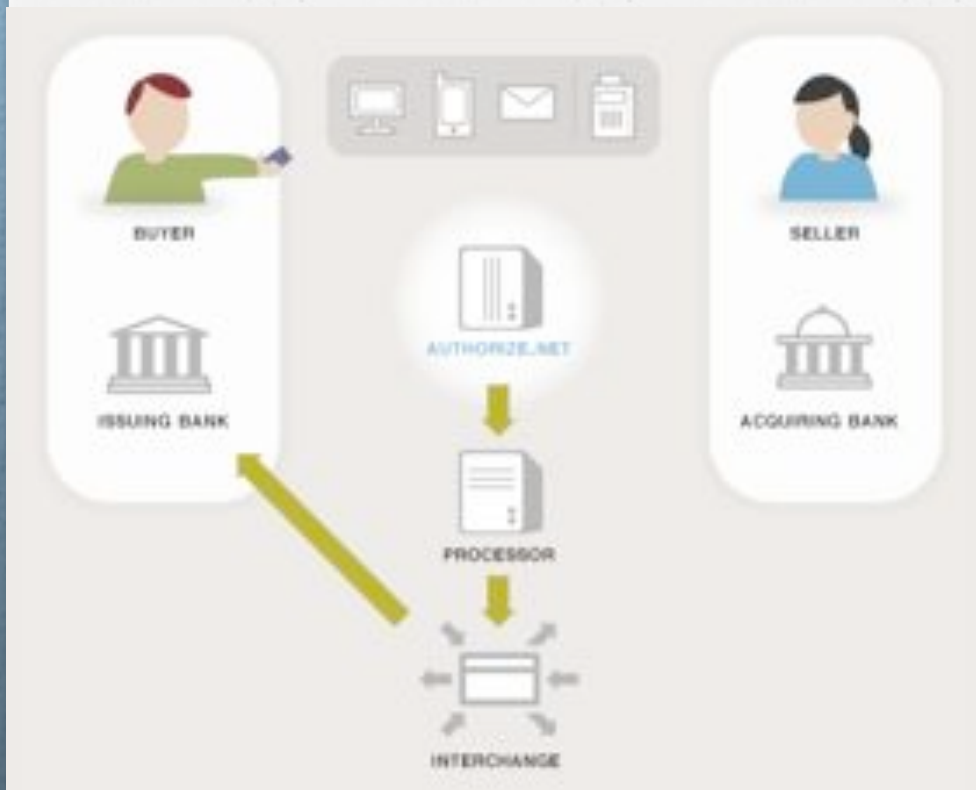 BUYER
SELLER
AUTHORIZE.NET
ISSUING BANK
ACQUIRING BANK
PROCESSOR
INTERCHANGE